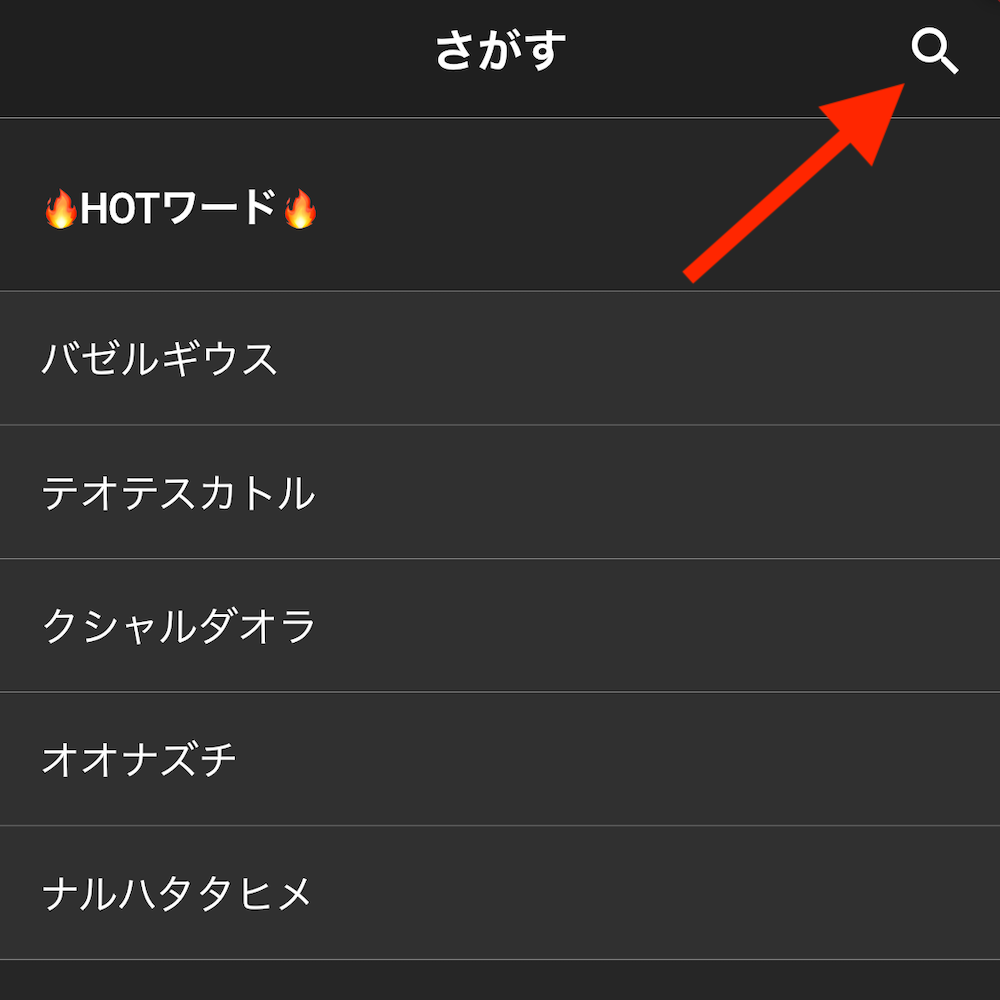 さがす
🔥HOTワード🔥
バゼルギウス
テオテスカトル
クシャルダオラ
オオナズチ
ナルハタタヒメ